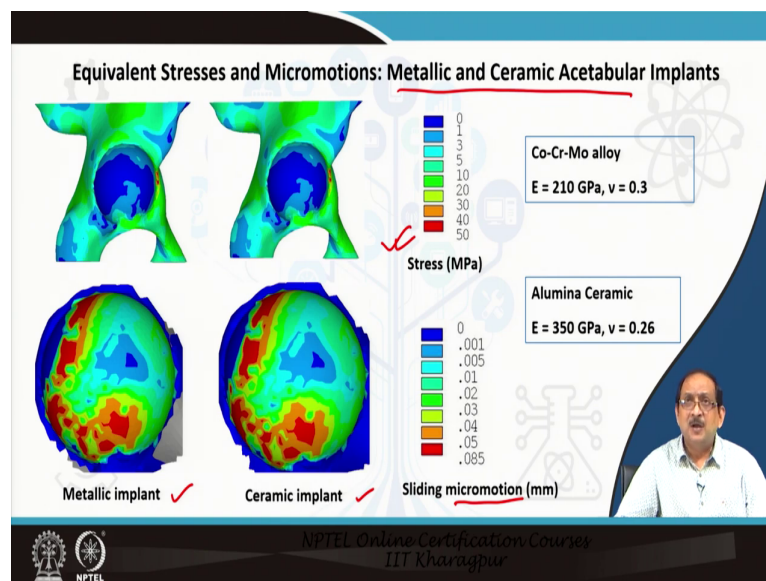 Equivalent Stresses and Micromotions: Metallic and Ceramic Acetabular Implants
0
1
3
5
10
20
30
40
50
Stress (MPa)
Co-Cr-Mo alloy
E = 210 GPa, ν = 0.3
Alumina Ceramic
E = 350 GPa, ν = 0.26
0
.001
.005
.01
.02
.03
.04
.05
.085
Metallic implant
Ceramic implant
Sliding micromotion (mm)
NPTEL
NPTEL Online Certification Courses
IIT Kharagpur